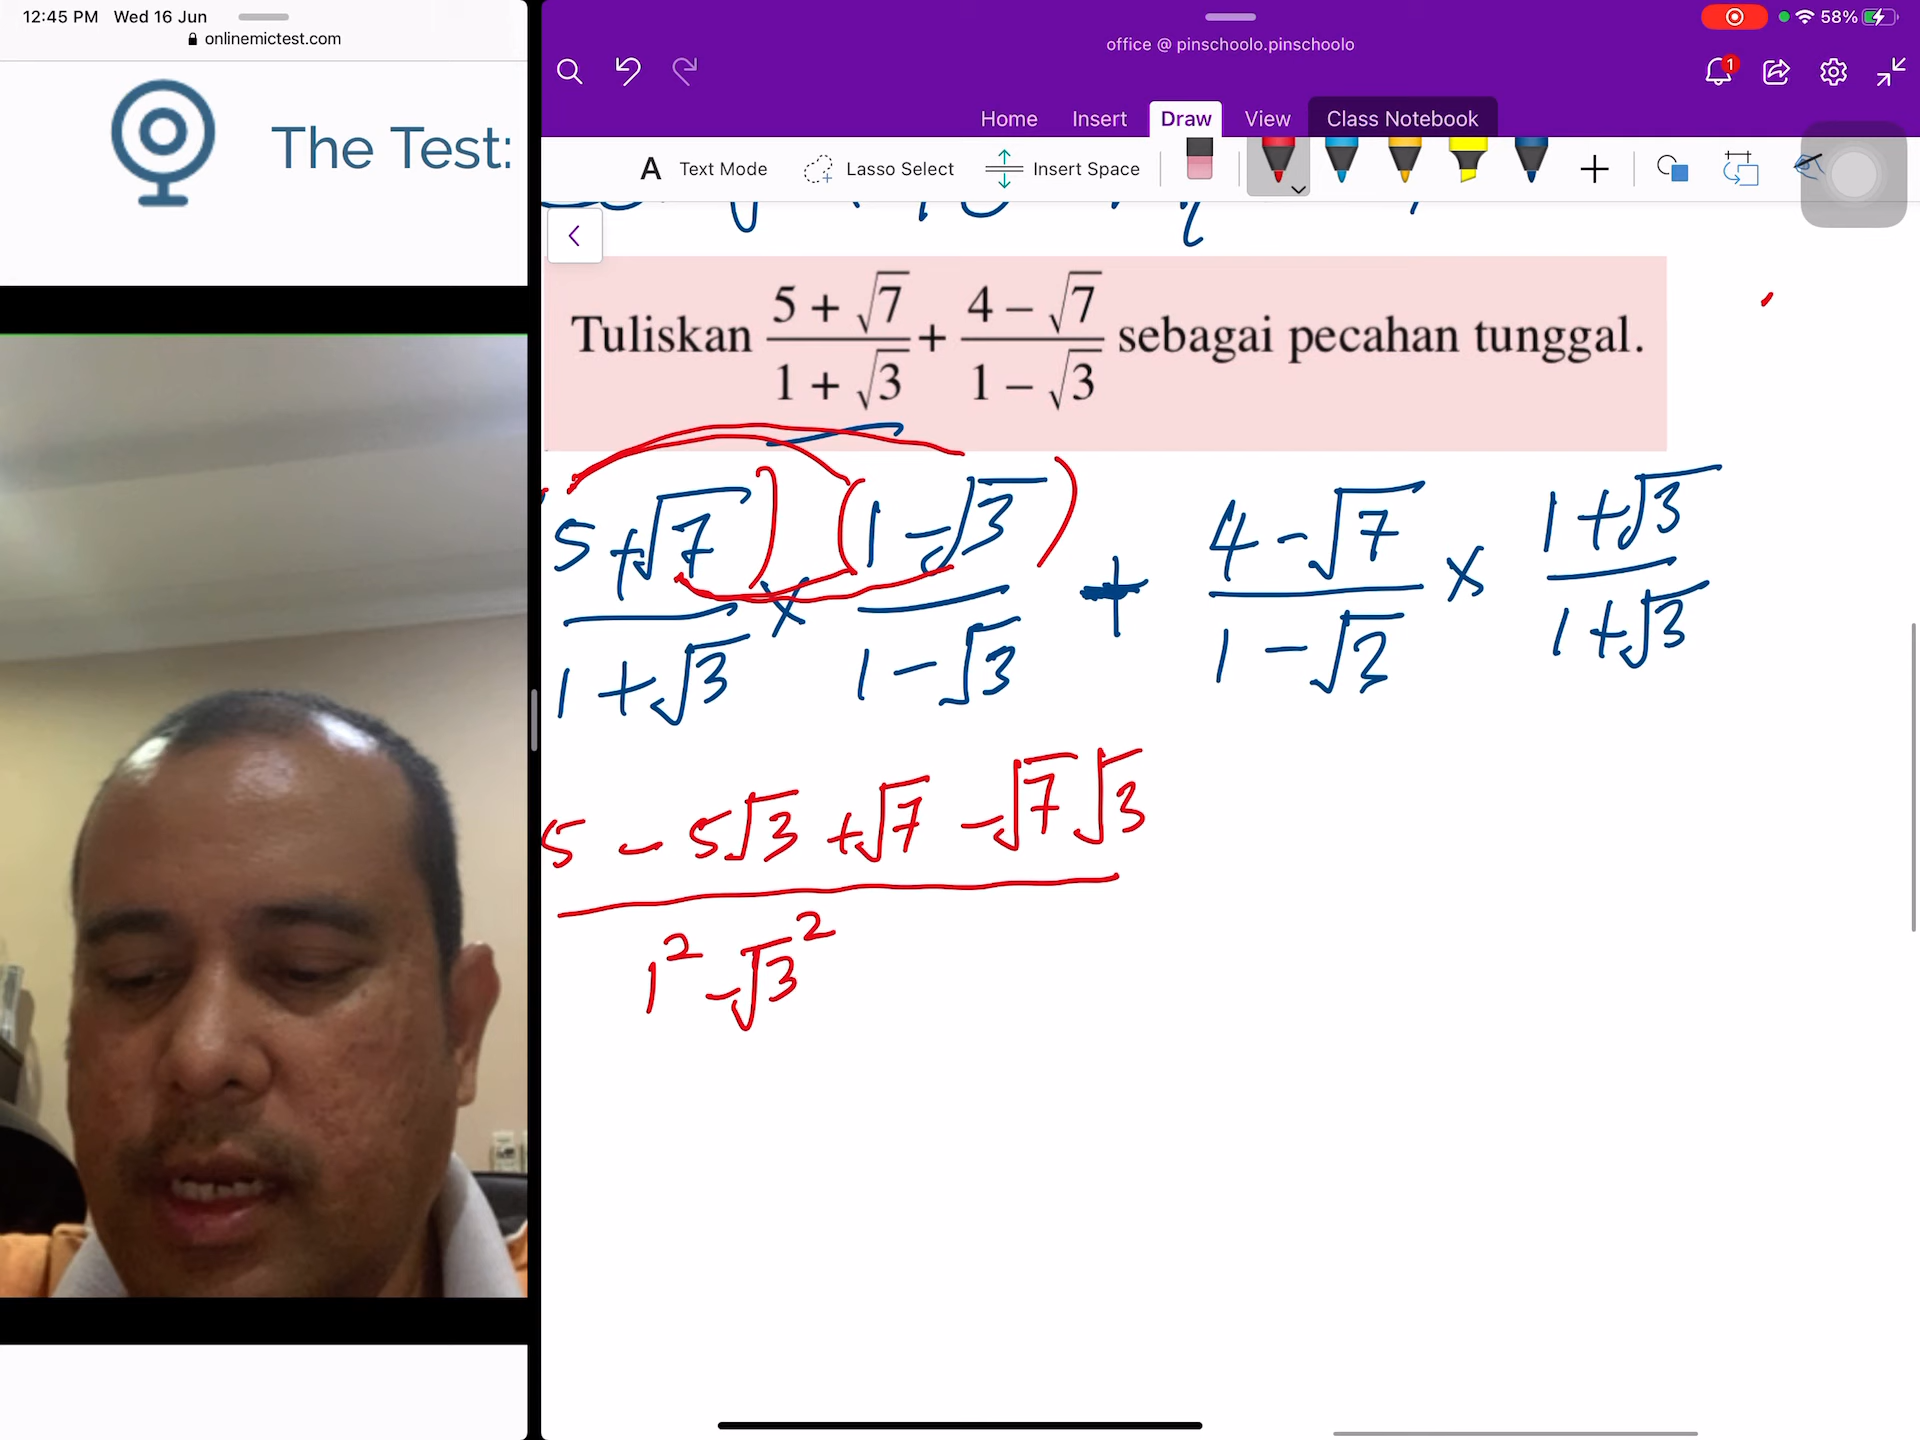 12:45 PM Wed 16 Jun
onlinemictest.com
The Test:
office @ pinschoolo.pinschoolo
58%
1
Home Insert Draw View Class Notebook
A Text Mode Lasso Select Insert Space
Tuliskan (5 + √7)/(1 + √3) + (4 – √7)/(1 – √3) sebagai pecahan tunggal.
5 + √7 ) (1 - √3 ) 4 - √7 1 + √3
× + ×
1 + √3 1 - √3 1 - √3 1 + √3
5 - 5√3 + √7 - √7 √3
1² - √3²